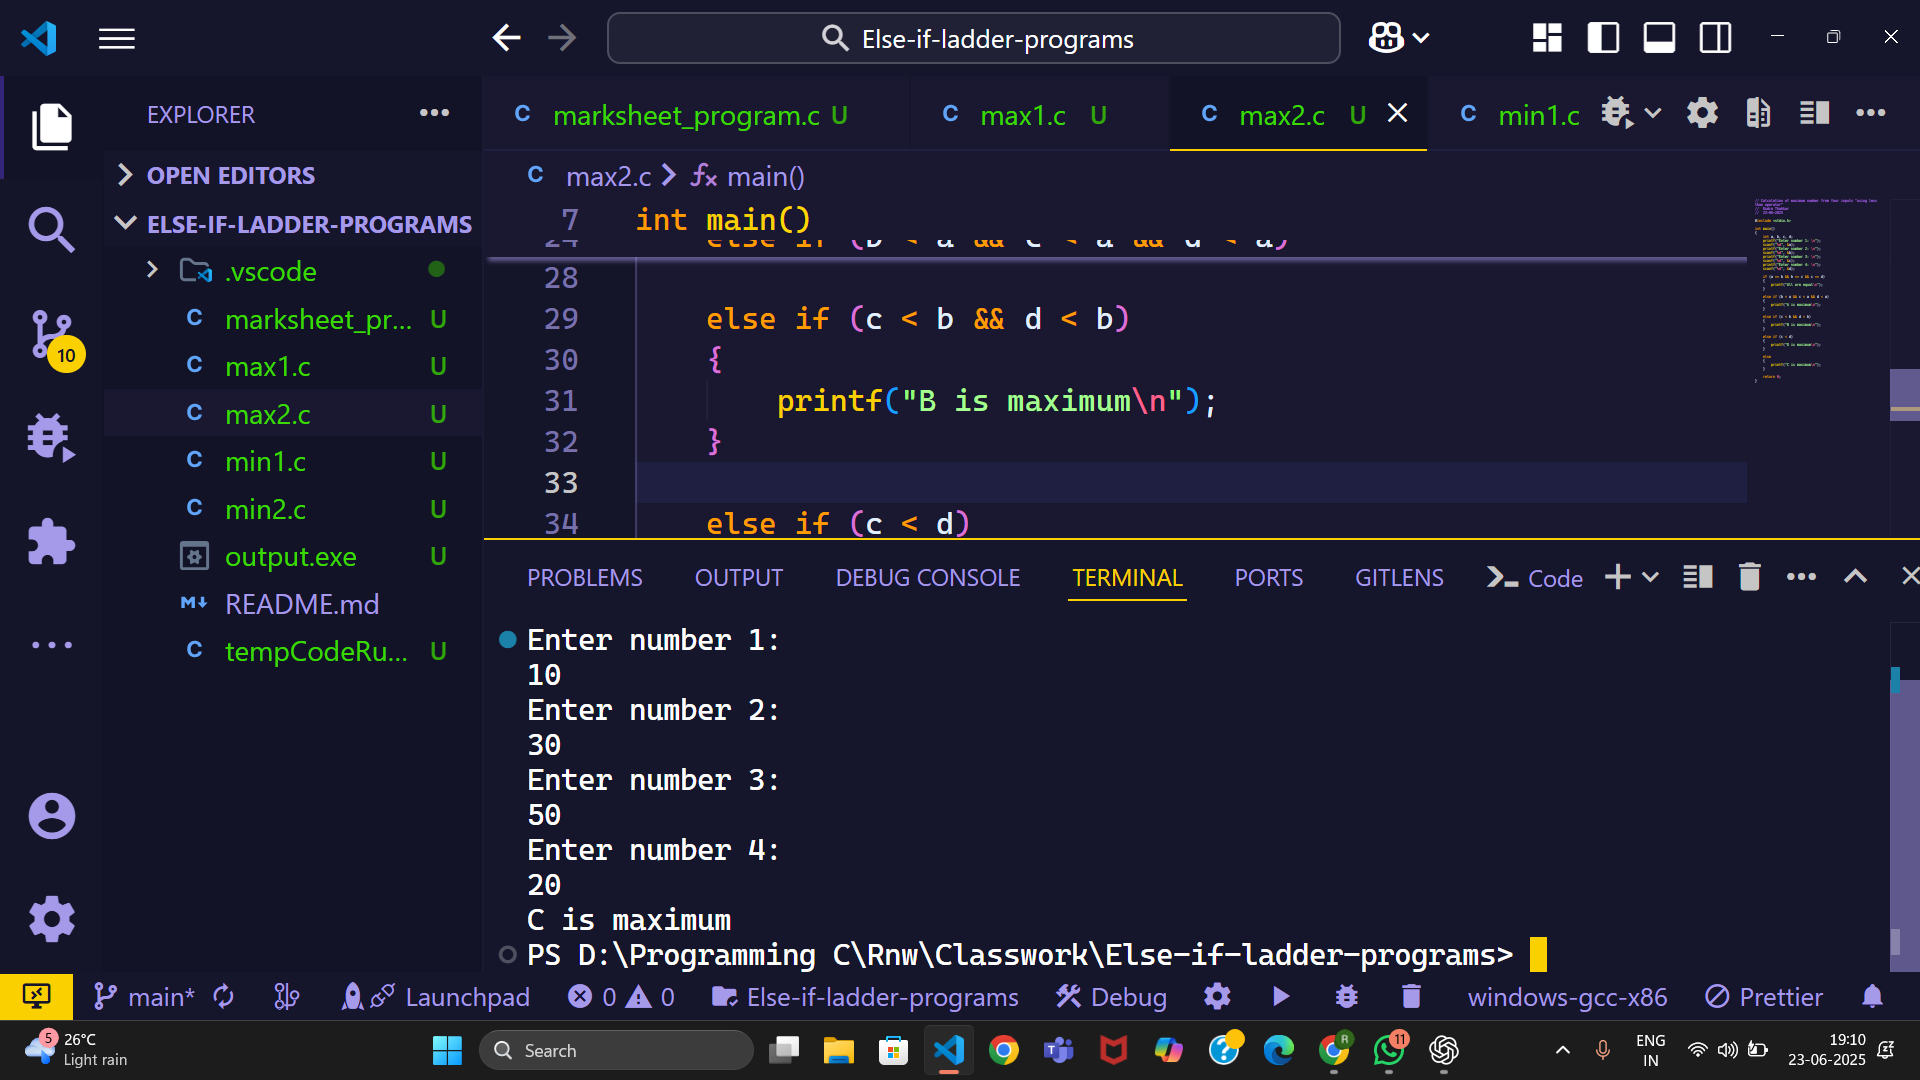 Else-if-ladder-programs
EXPLORER
OPEN EDITORS
ELSE-IF-LADDER-PROGRAMS
.vscode
C marksheet_pr... U
C max1.c U
C max2.c U
C min1.c U
C min2.c U
output.exe U
README.md
C tempCodeRu... U
10
C marksheet_program.c U
C max1.c U
C max2.c U
C min1.c
C max2.c > main()
7 int main()
24 else if (b < a && c < a && d < a)
28
29 else if (c < b && d < b)
30 {
31 printf("B is maximum\n");
32 }
33
34 else if (c < d)
PROBLEMS OUTPUT DEBUG CONSOLE TERMINAL PORTS GITLENS Code
Enter number 1:
10
Enter number 2:
30
Enter number 3:
50
Enter number 4:
20
C is maximum
PS D:\Programming C\Rnw\Classwork\Else-if-ladder-programs>
main* Launchpad 0 0 Else-if-ladder-programs Debug windows-gcc-x86 Prettier
5 26°C
Light rain
Search
R
11
ENG
IN
19:10
23-06-2025